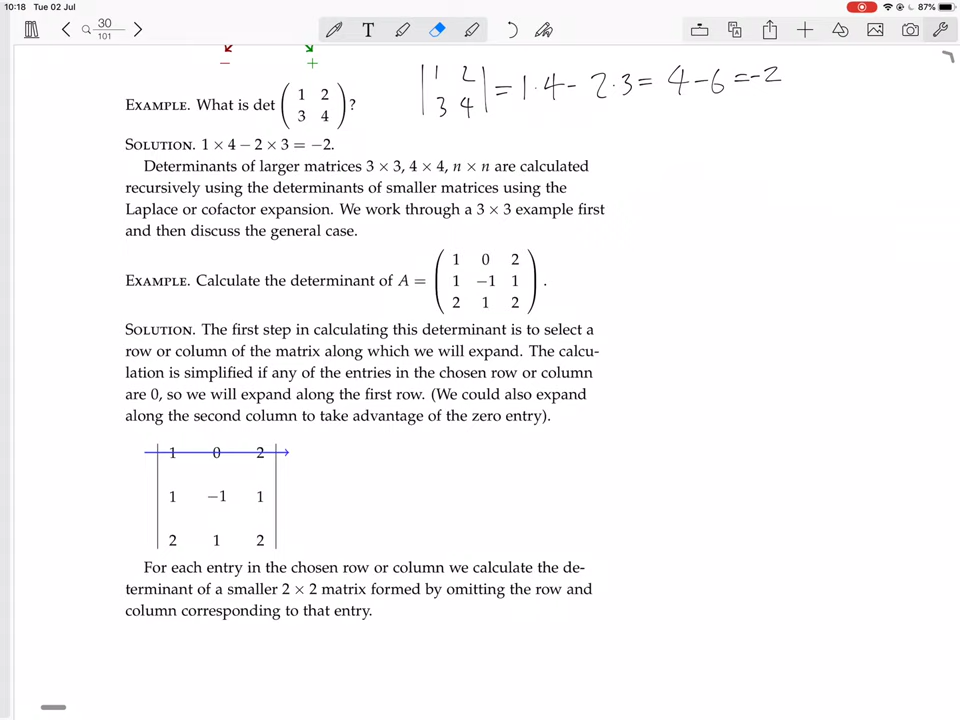 10:18 Tue 02 Jul
87%
30
101
T
− +
| 1 2 |
| 3 4 | = 1·4 − 2·3 = 4 − 6 = −2
EXAMPLE. What is det ( 1 2
3 4 ) ?
SOLUTION. 1 × 4 − 2 × 3 = −2.
Determinants of larger matrices 3 × 3, 4 × 4, n × n are calculated
recursively using the determinants of smaller matrices using the
Laplace or cofactor expansion. We work through a 3 × 3 example first
and then discuss the general case.
EXAMPLE. Calculate the determinant of A = ( 1 0 2
1 −1 1
2 1 2 ) .
SOLUTION. The first step in calculating this determinant is to select a
row or column of the matrix along which we will expand. The calcu-
lation is simplified if any of the entries in the chosen row or column
are 0, so we will expand along the first row. (We could also expand
along the second column to take advantage of the zero entry).
1 0 2
1 −1 1
2 1 2
For each entry in the chosen row or column we calculate the de-
terminant of a smaller 2 × 2 matrix formed by omitting the row and
column corresponding to that entry.